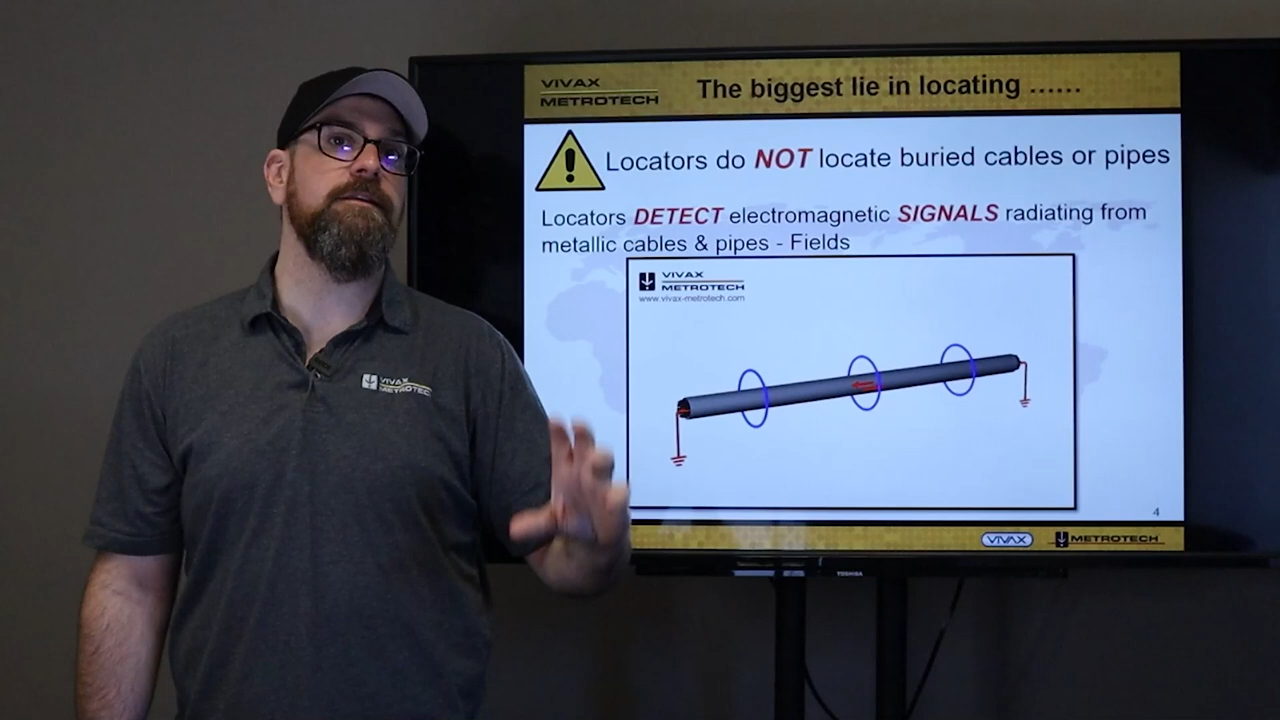 VIVAX
METROTECH
The biggest lie in locating ......
Locators do NOT locate buried cables or pipes
Locators DETECT electromagnetic SIGNALS radiating from
metallic cables & pipes - Fields
VIVAX
METROTECH
www.vivax-metrotech.com
4
VIVAX
METROTECH
TOSHIBA
VIVAX
METROTECH